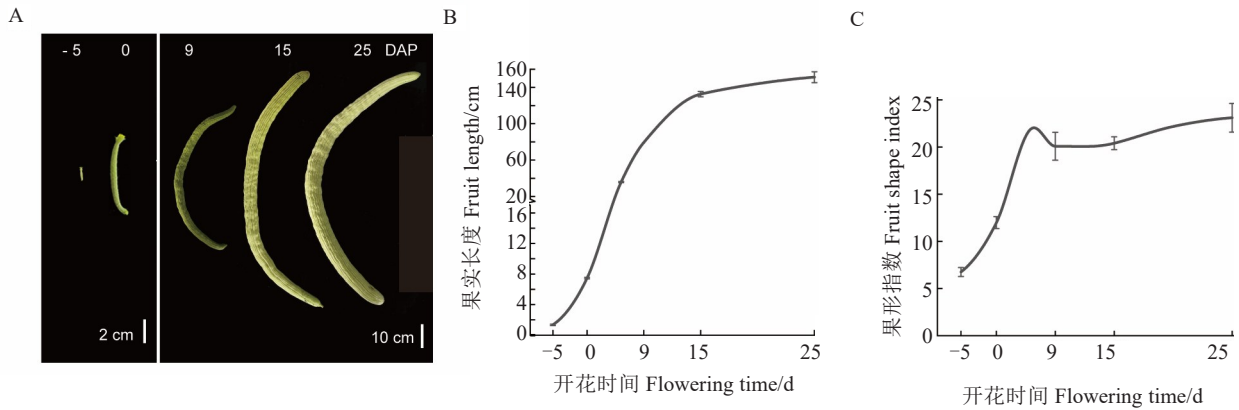 A
- 5 0 9 15 25 DAP
2 cm
10 cm
B
果实长度 Fruit length/cm
160
140
100
60
20
16
12
8
4
0
−5 0 9 15 25
开花时间 Flowering time/d
C
果形指数 Fruit shape index
25
20
15
10
5
0
−5 0 9 15 25
开花时间 Flowering time/d